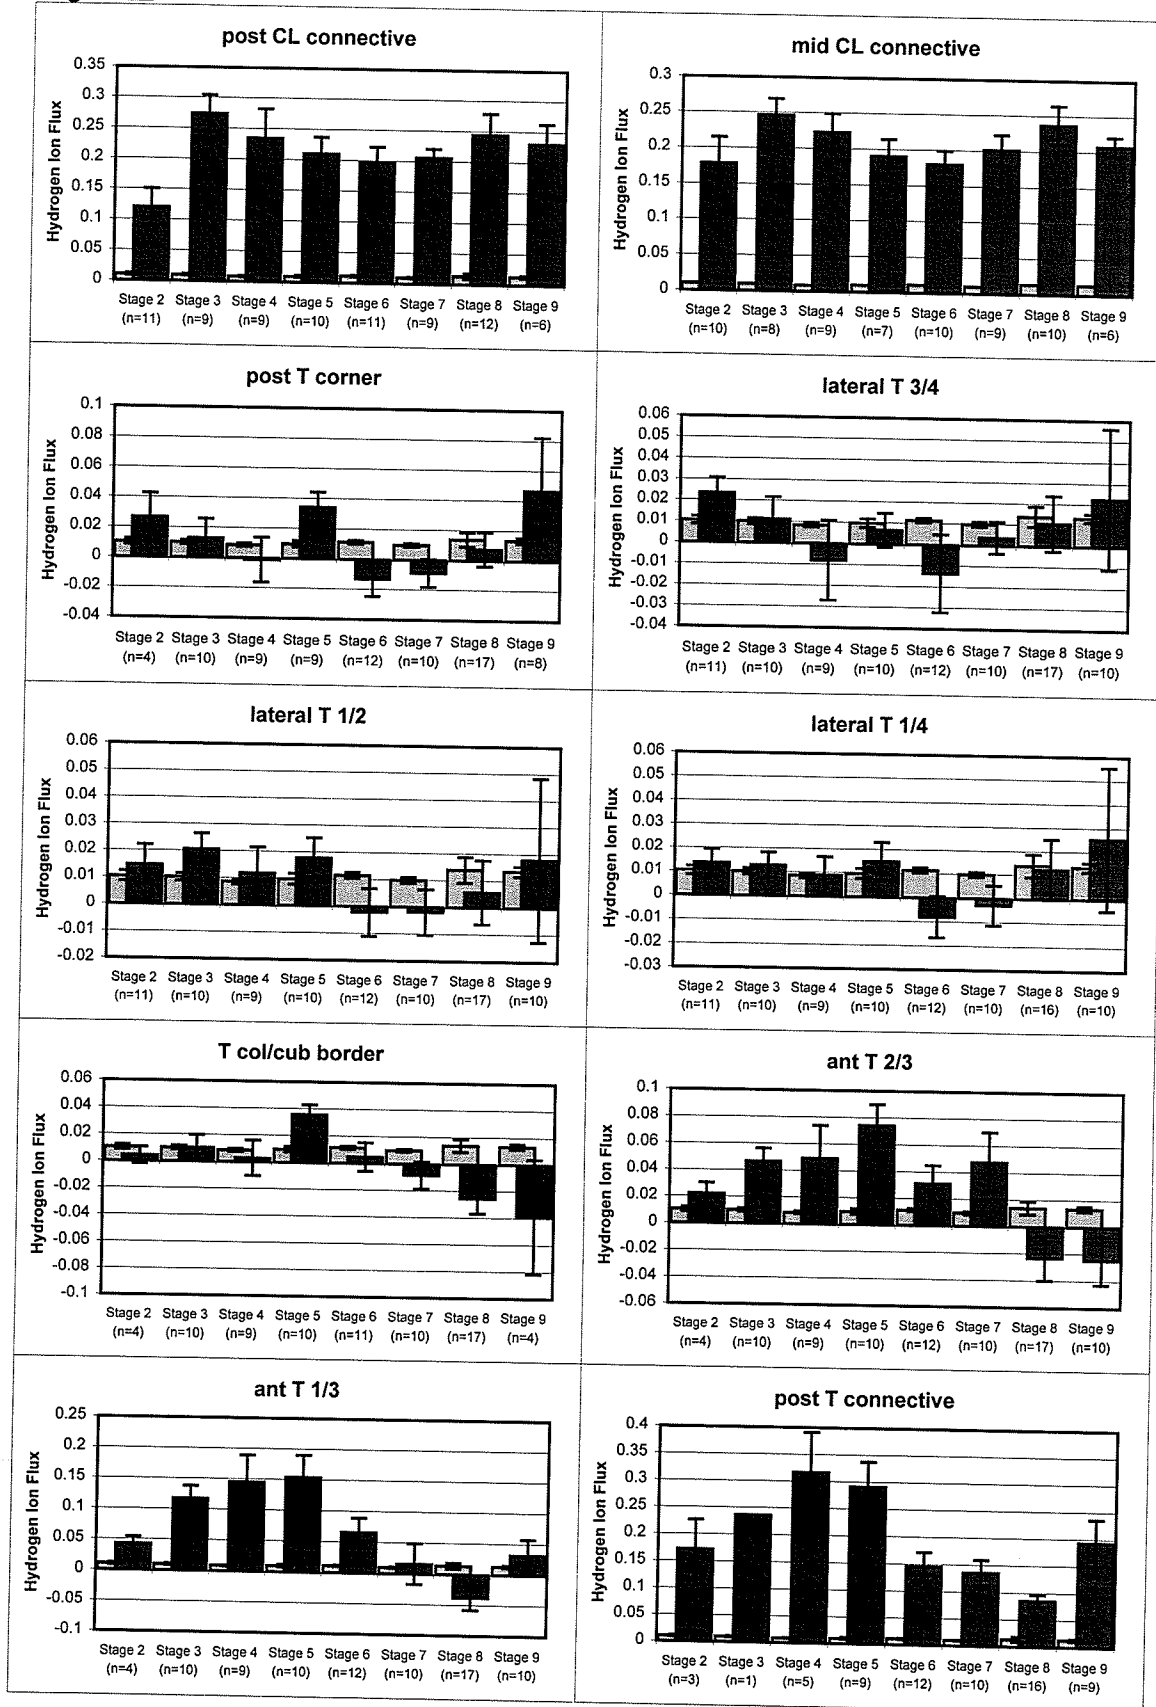 post CL connective
Hydrogen Ion Flux
0.35
0.3
0.25
0.2
0.15
0.1
0.05
0
Stage 2 Stage 3 Stage 4 Stage 5 Stage 6 Stage 7 Stage 8 Stage 9
(n=11) (n=9) (n=9) (n=10) (n=11) (n=9) (n=12) (n=6)
mid CL connective
Hydrogen Ion Flux
0.3
0.25
0.2
0.15
0.1
0.05
0
Stage 2 Stage 3 Stage 4 Stage 5 Stage 6 Stage 7 Stage 8 Stage 9
(n=10) (n=8) (n=9) (n=7) (n=10) (n=9) (n=10) (n=6)
post T corner
Hydrogen Ion Flux
0.1
0.08
0.06
0.04
0.02
0
-0.02
-0.04
Stage 2 Stage 3 Stage 4 Stage 5 Stage 6 Stage 7 Stage 8 Stage 9
(n=4) (n=10) (n=9) (n=9) (n=12) (n=10) (n=17) (n=8)
lateral T 3/4
Hydrogen Ion Flux
0.06
0.05
0.04
0.03
0.02
0.01
0
-0.01
-0.02
-0.03
-0.04
Stage 2 Stage 3 Stage 4 Stage 5 Stage 6 Stage 7 Stage 8 Stage 9
(n=11) (n=10) (n=9) (n=10) (n=12) (n=10) (n=17) (n=10)
lateral T 1/2
Hydrogen Ion Flux
0.06
0.05
0.04
0.03
0.02
0.01
0
-0.01
-0.02
Stage 2 Stage 3 Stage 4 Stage 5 Stage 6 Stage 7 Stage 8 Stage 9
(n=11) (n=10) (n=9) (n=10) (n=12) (n=10) (n=17) (n=10)
lateral T 1/4
Hydrogen Ion Flux
0.06
0.05
0.04
0.03
0.02
0.01
0
-0.01
-0.02
-0.03
Stage 2 Stage 3 Stage 4 Stage 5 Stage 6 Stage 7 Stage 8 Stage 9
(n=11) (n=10) (n=9) (n=10) (n=12) (n=10) (n=16) (n=10)
T col/cub border
Hydrogen Ion Flux
0.06
0.04
0.02
0
-0.02
-0.04
-0.06
-0.08
-0.1
Stage 2 Stage 3 Stage 4 Stage 5 Stage 6 Stage 7 Stage 8 Stage 9
(n=4) (n=10) (n=9) (n=10) (n=11) (n=10) (n=17) (n=4)
ant T 2/3
Hydrogen Ion Flux
0.1
0.08
0.06
0.04
0.02
0
-0.02
-0.04
-0.06
Stage 2 Stage 3 Stage 4 Stage 5 Stage 6 Stage 7 Stage 8 Stage 9
(n=4) (n=10) (n=9) (n=10) (n=12) (n=10) (n=17) (n=10)
ant T 1/3
Hydrogen Ion Flux
0.25
0.2
0.15
0.1
0.05
0
-0.05
-0.1
Stage 2 Stage 3 Stage 4 Stage 5 Stage 6 Stage 7 Stage 8 Stage 9
(n=4) (n=10) (n=9) (n=10) (n=12) (n=10) (n=17) (n=10)
post T connective
Hydrogen Ion Flux
0.4
0.35
0.3
0.25
0.2
0.15
0.1
0.05
0
Stage 2 Stage 3 Stage 4 Stage 5 Stage 6 Stage 7 Stage 8 Stage 9
(n=3) (n=1) (n=5) (n=9) (n=12) (n=10) (n=16) (n=9)